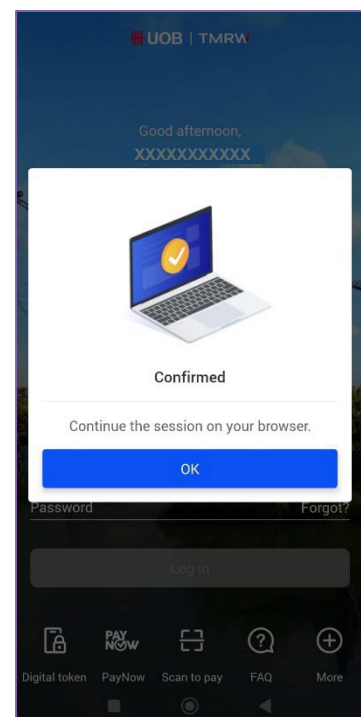 UOB | TMRW
Good afternoon,
XXXXXXXXXXX
Confirmed
Continue the session on your browser.
OK
Password Forgot?
Log in
PAY
NOW
Digital token PayNow Scan to pay FAQ More